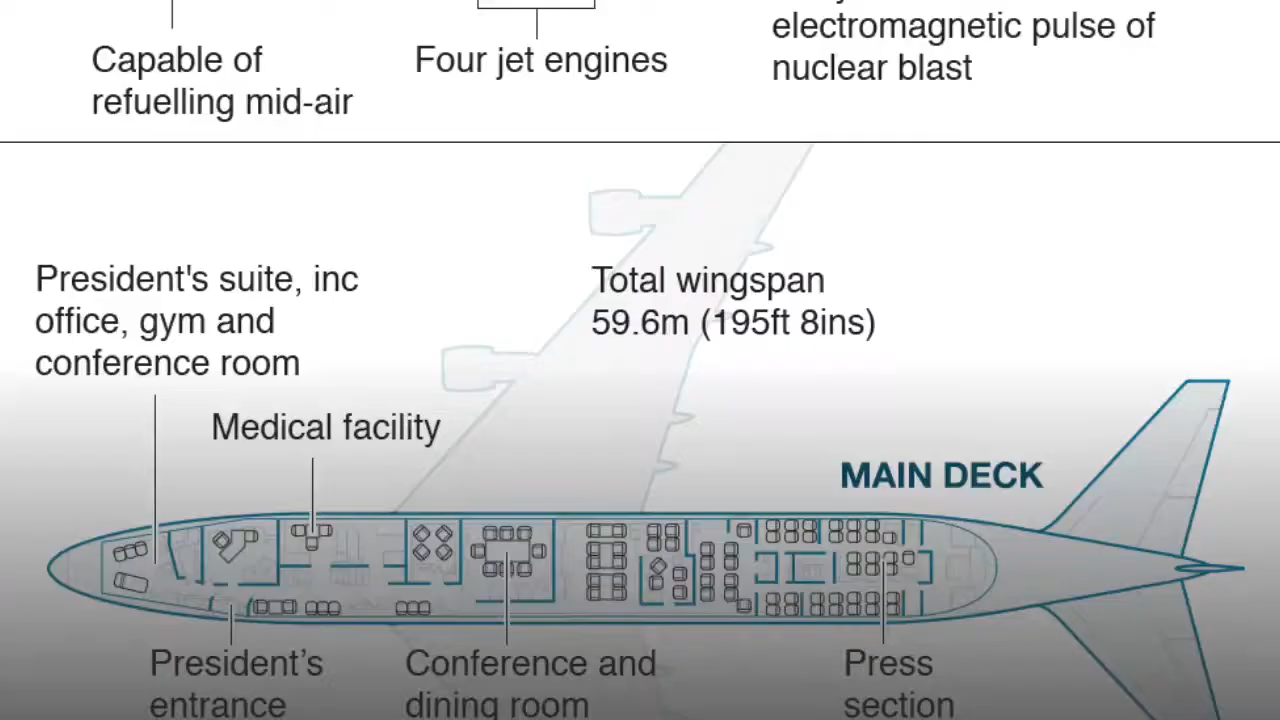 Capable of
refuelling mid-air
Four jet engines
electromagnetic pulse of
nuclear blast
President's suite, inc
office, gym and
conference room
Total wingspan
59.6m (195ft 8ins)
Medical facility
MAIN DECK
President’s
entrance
Conference and
dining room
Press
section